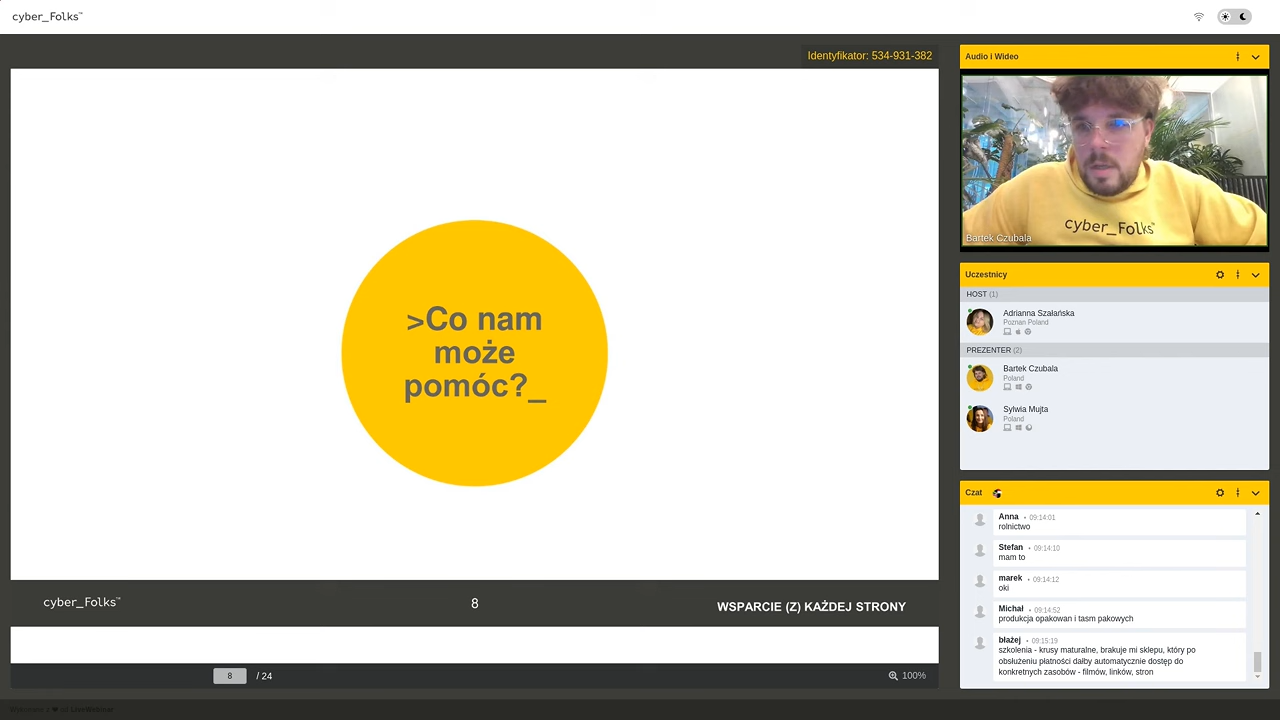 cyber_Folks™
Identyfikator: 534-931-382
>Co nam
może
pomóc?_
cyber_Folks™
8
WSPARCIE (Z) KAŻDEJ STRONY
8
/ 24
100%
Audio i Wideo
cyber_Folks™
Bartek Czubala
Uczestnicy
HOST (1)
Adrianna Szałańska
Poznan Poland
PREZENTER (2)
Bartek Czubala
Poland
Sylwia Mujta
Poland
Czat
Anna • 09:14:01
rolnictwo
Stefan • 09:14:10
mam to
marek • 09:14:12
oki
Michał • 09:14:52
produkcja opakowan i tasm pakowych
błażej • 09:15:19
szkolenia - krusy maturalne, brakuje mi sklepu, który po
obsłużeniu płatności dałby automatycznie dostęp do
konkretnych zasobów - filmów, linków, stron